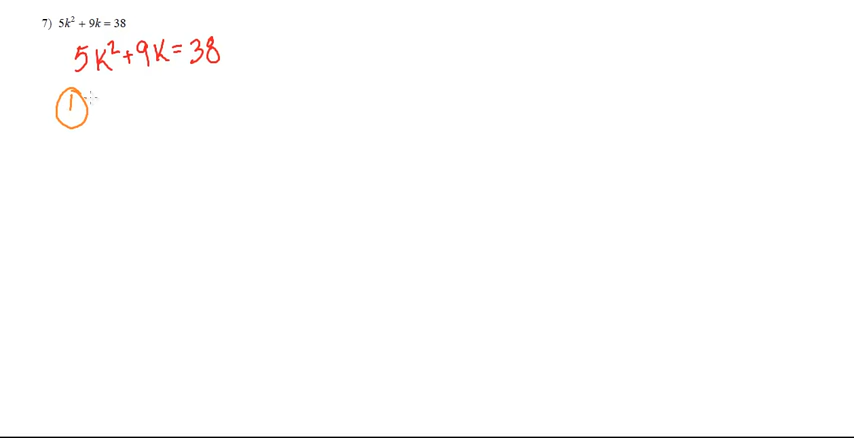 7) 5k² + 9k = 38
5k²+9k=38
1